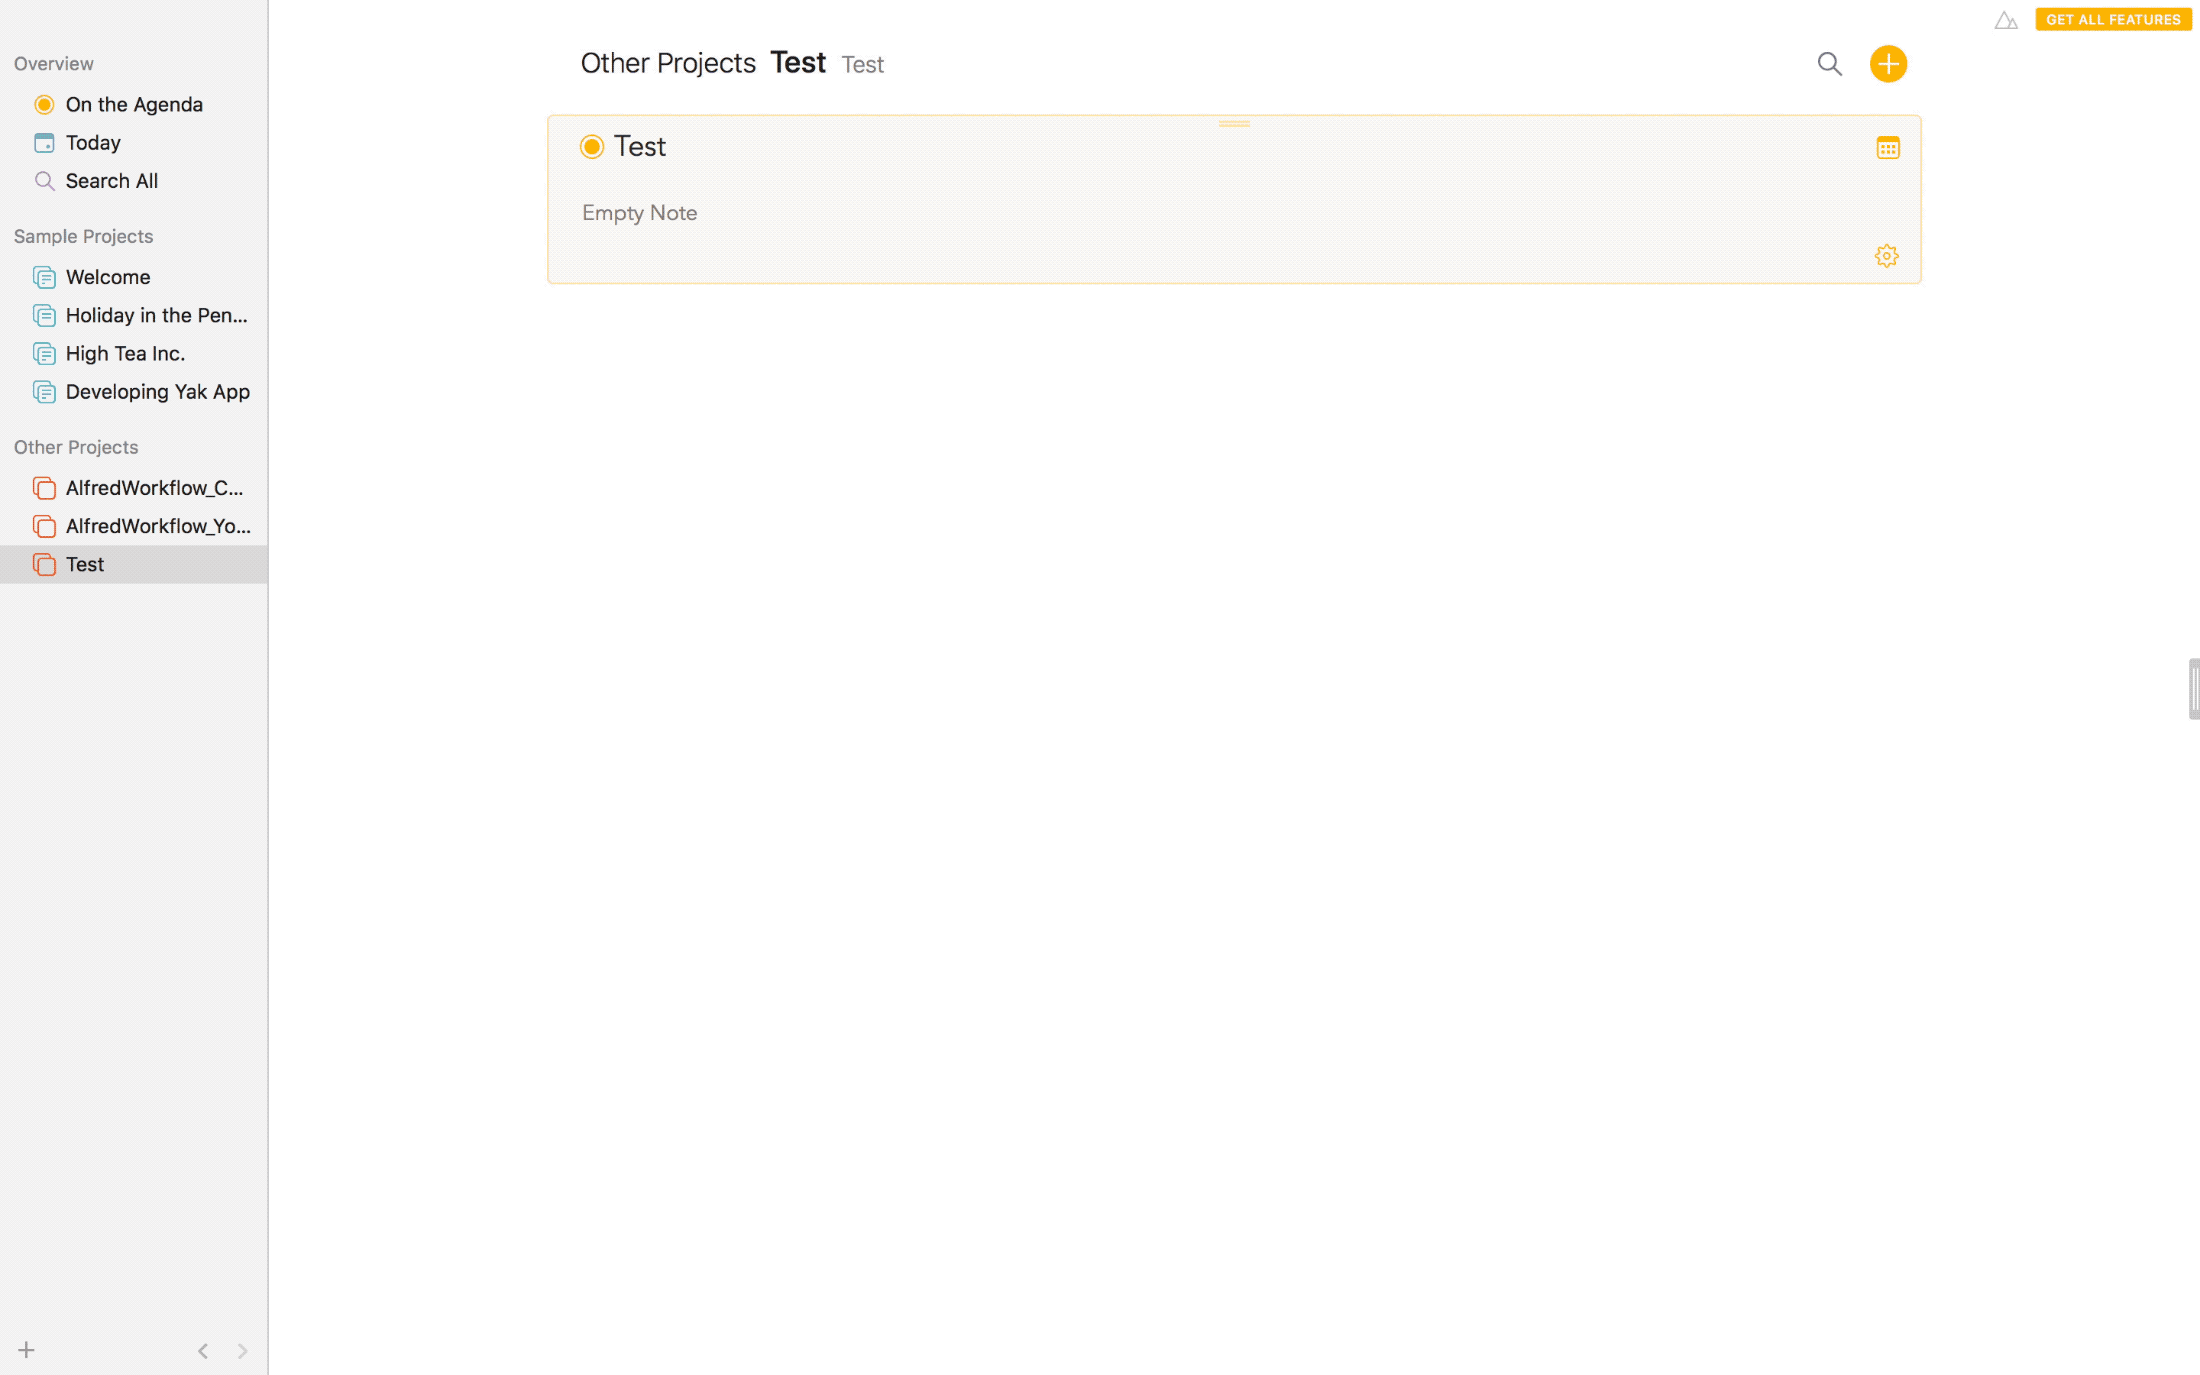 GET ALL FEATURES
Overview
On the Agenda
Today
Search All
Sample Projects
Welcome
Holiday in the Pen...
High Tea Inc.
Developing Yak App
Other Projects
AlfredWorkflow_C...
AlfredWorkflow_Yo...
Test
Other Projects Test Test
Test
Empty Note